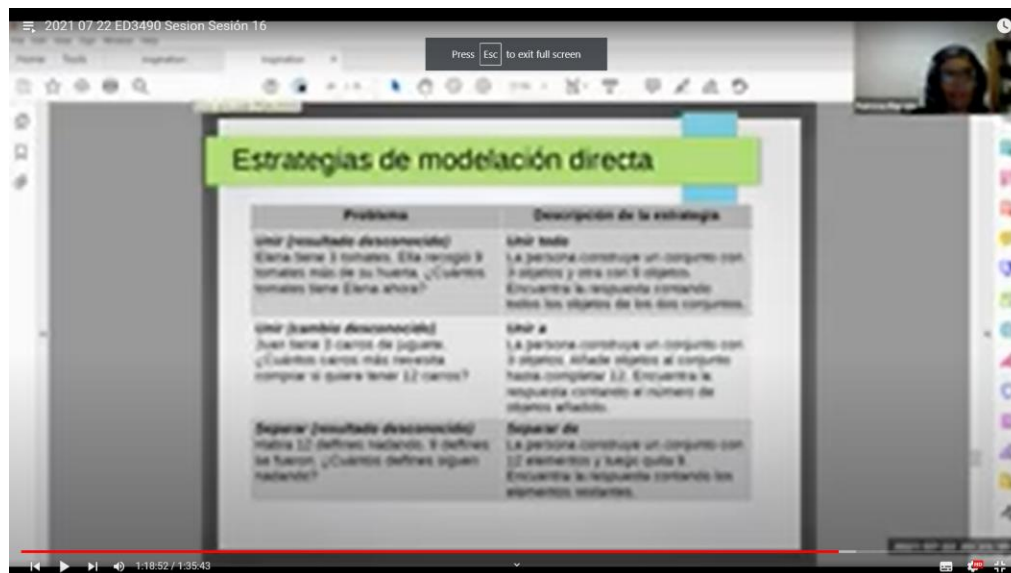 2021 07 22 ED3490 Sesion Sesión 16
Press Esc to exit full screen
Home Tools
Estrategias de modelación directa
Problema
Descripción de la estrategia
Unir (resultado desconocido)
Elena tiene 3 tomates. Ella recogió 9
tomates más de su huerta. ¿Cuántos
tomates tiene Elena ahora?
Unir todo
La persona construye un conjunto con
3 objetos y otra con 9 objetos.
Encuentra la respuesta contando
todos los objetos de los dos conjuntos.
Unir (cambio desconocido)
Juan tiene 3 carros de juguete.
¿Cuántos carros más necesita
comprar si quiere tener 12 carros?
Unir a
La persona construye un conjunto con
3 objetos. Añade objetos al conjunto
hasta completar 12. Encuentra la
respuesta contando el número de
objetos añadidos.
Separar (resultado desconocido)
Había 12 delfines nadando. 9 delfines
se fueron. ¿Cuántos delfines siguen
nadando?
Separar de
La persona construye un conjunto con
12 elementos y luego quita 9.
Encuentra la respuesta contando los
elementos restantes.
1:18:52 / 1:35:43
HD